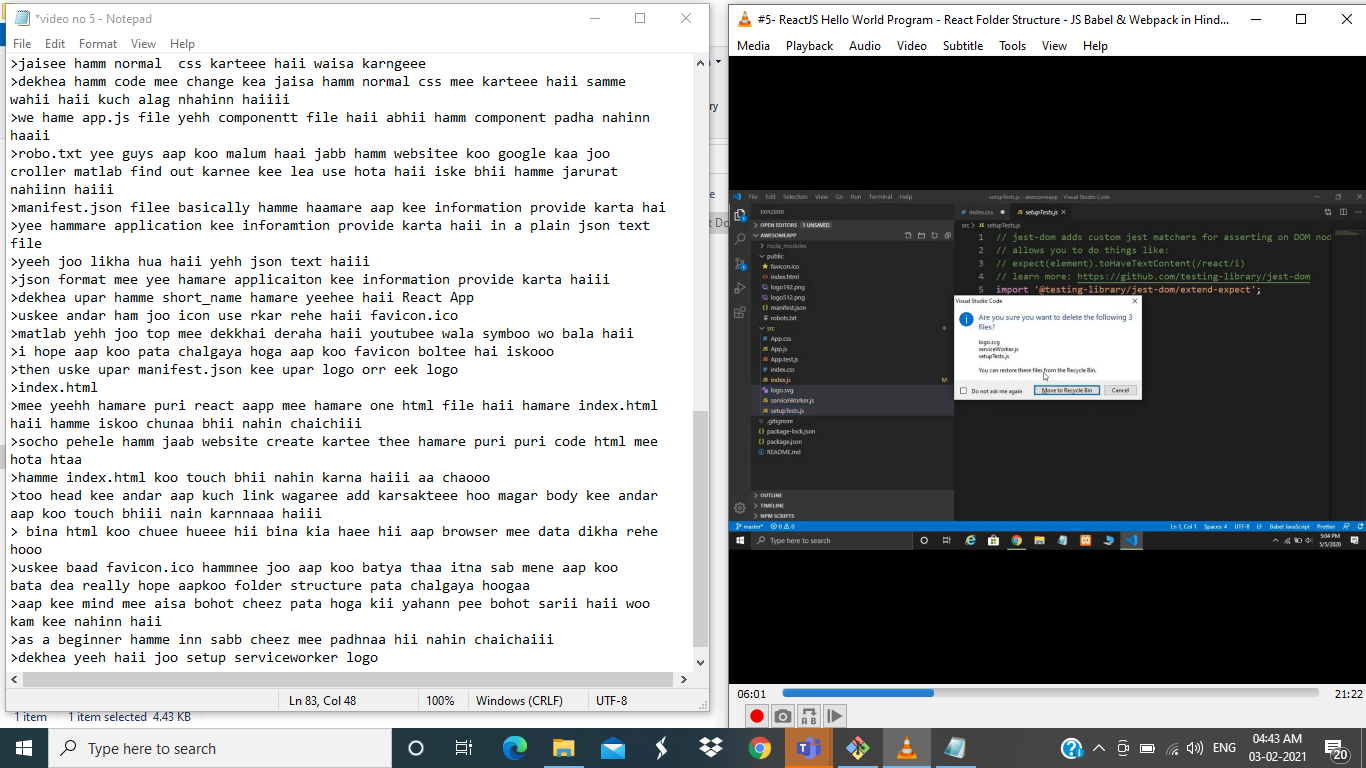 *video no 5 - Notepad
File Edit Format View Help
>jaisee hamm normal  css karteee haii waisa karngeee
>dekhea hamm code mee change kea jaisa hamm normal css mee karteee haii samme
wahii haii kuch alag nhahinn haiiii
>we hame app.js file yehh componentt file haii abhii hamm component padha nahinn
haaii
>robo.txt yee guys aap koo malum haai jabb hamm websitee koo google kaa joo
croller matlab find out karnee kee lea use hota haii iske bhii hamme jarurat
nahiinn haiii
>manifest.json filee basically hamme hamare aap kee information provide karta hai
>yee hammare application kee inforamtion provide karta haii in a plain json text
file
>yeeh joo likha hua haii yehh json text haiii
>json format mee yee hamare applicaiton kee information provide karta haiii
>dekhea upar hamme short_name hamare yeehee haii React App
>uskee andar ham joo icon use rkar rehe haii favicon.ico
>matlab yehh joo top mee dekkhai deraha haii youtubee wala symboo wo bala haii
>i hope aap koo pata chalgaya hoga aap koo favicon boltee hai iskooo
>then uske upar manifest.json kee upar logo orr eek logo
>index.html
>mee yeehh hamare puri react aapp mee hamare one html file haii hamare index.html
haii hamme iskoo chunaa bhii nahin chaichiii
>socho pehele hamm jaab website create kartee thee hamare puri puri code html mee
hota htaa
>hamme index.html koo touch bhii nahin karna haiii aa chaooo
>too head kee andar aap kuch link wagaree add karsakteee hoo magar body kee andar
aap koo touch bhiii nain karnnaaa haiii
> bina html koo chuee hueee hii bina kia haee hii aap browser mee data dikha rehe
hooo
>uskee baad favicon.ico hammnee joo aap koo batya thaa itna sab mene aap koo
bata dea really hope aapkoo folder structure pata chalgaya hoogaa
>aap kee mind mee aisa bohot cheez pata hoga kii yahann pee bohot sarii haii woo
kam kee nahinn haii
>as a beginner hamme inn sabb cheez mee padhnaa hii nahin chaichaiii
>dekhea yeeh haii joo setup serviceworker logo
Ln 83, Col 48 100% Windows (CRLF) UTF-8
1 item 1 item selected 4.43 KB
#5- ReactJS Hello World Program - React Folder Structure - JS Babel & Webpack in Hind...
Media Playback Audio Video Subtitle Tools View Help
File Edit Selection View Go Run Terminal Help setupTests.js - awesomeapp - Visual Studio Code
EXPLORER
OPEN EDITORS 1 UNSAVED
AWESOMEAPP
node_modules
public
favicon.ico
index.html
logo192.png
logo512.png
manifest.json
robots.txt
src
App.css
App.js
App.test.js
index.css
index.js M
logo.svg
serviceWorker.js
setupTests.js
.gitignore
package-lock.json
package.json
README.md
OUTLINE
TIMELINE
NPM SCRIPTS
index.css setupTests.js
src > setupTests.js
1 // jest-dom adds custom jest matchers for asserting on DOM nod
2 // allows you to do things like:
3 // expect(element).toHaveTextContent(/react/i)
4 // learn more: https://github.com/testing-library/jest-dom
5 import '@testing-library/jest-dom/extend-expect';
Visual Studio Code
Are you sure you want to delete the following 3
files?
logo.svg
serviceWorker.js
setupTests.js
You can restore these files from the Recycle Bin.
Do not ask me again Move to Recycle Bin Cancel
master* 0 0 Ln 1, Col 1 Spaces: 4 UTF-8 LF Babel JavaScript Prettier
Type here to search 5:04 PM
5/5/2020
06:01 21:22
Type here to search ENG 04:43 AM
03-02-2021 20